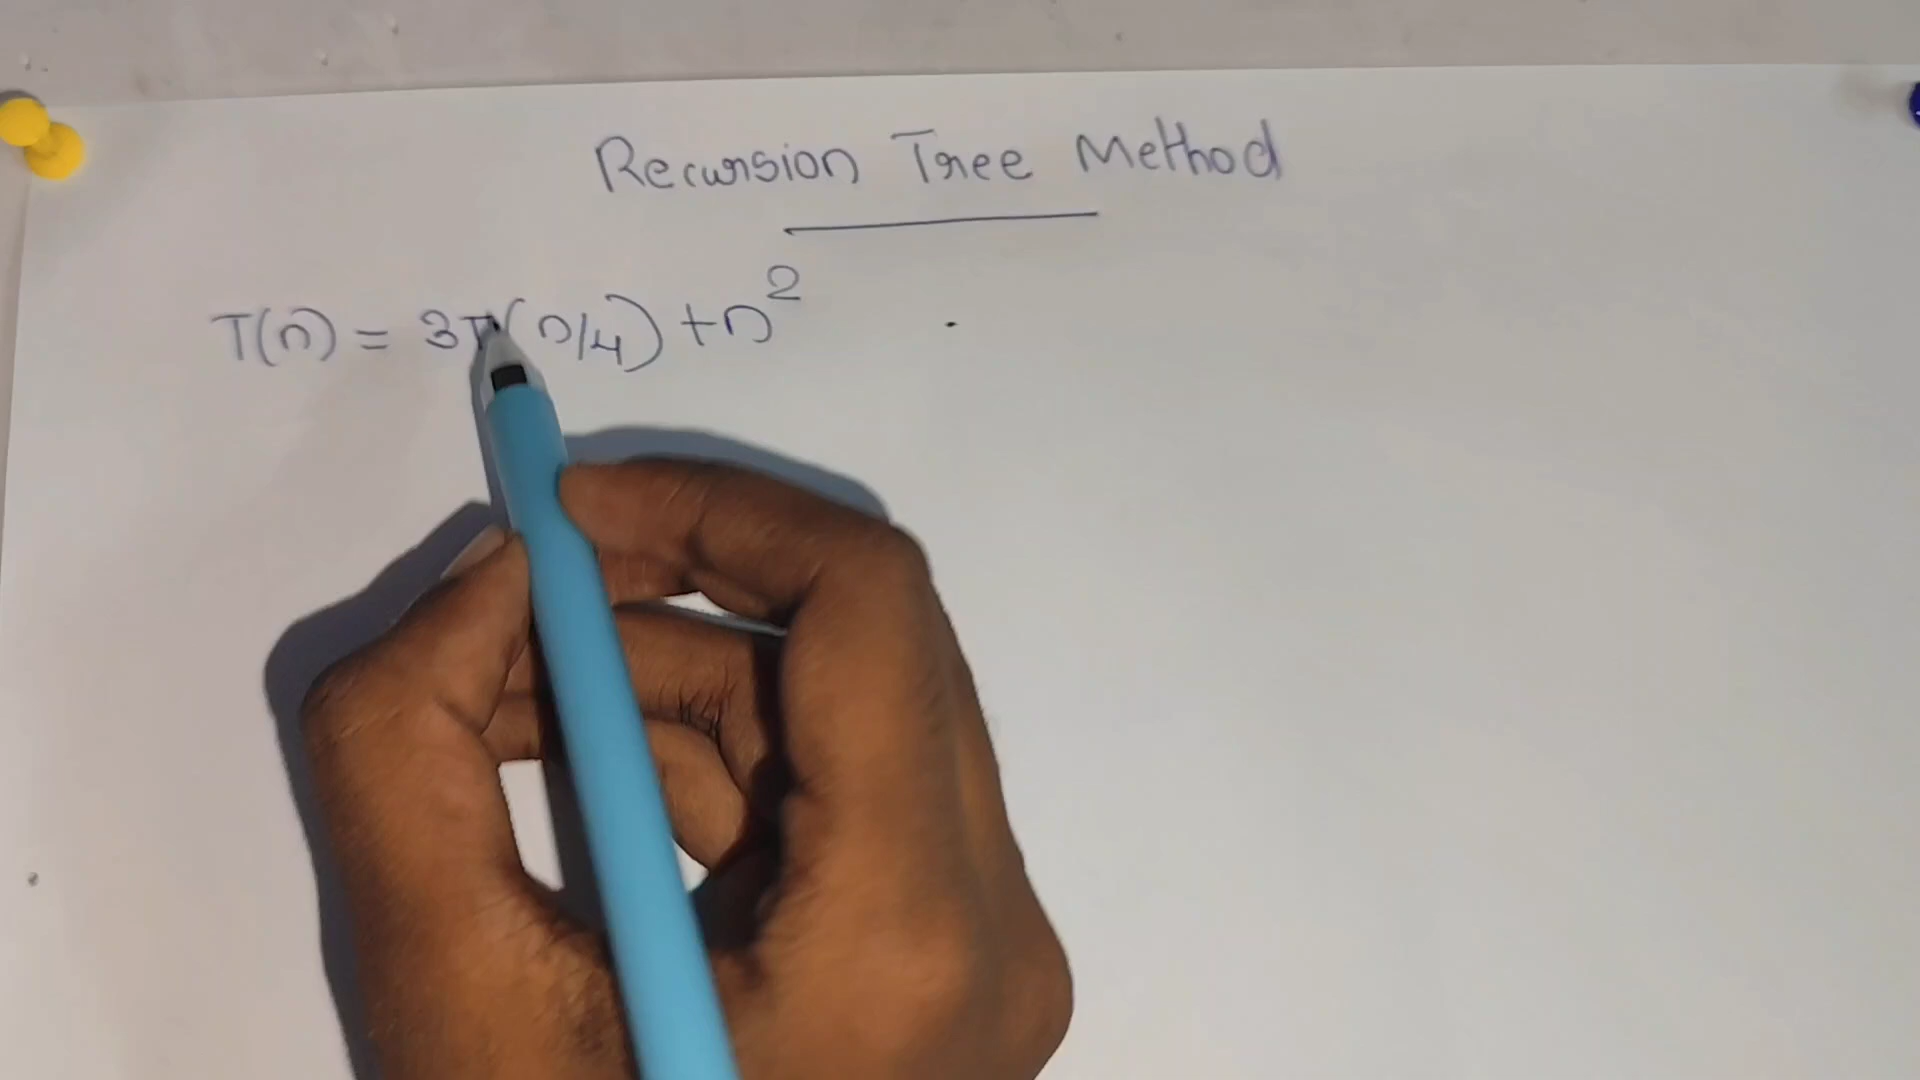 Recursion Tree Method
T(n) = 3T(n/4) + n²